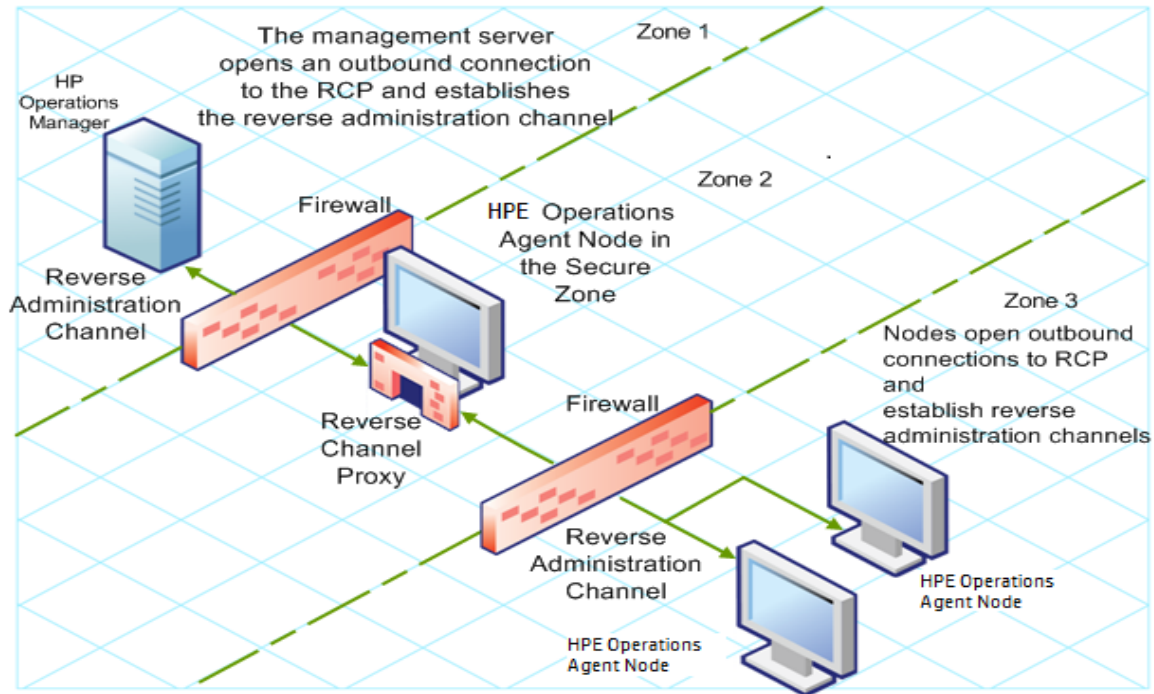 The management server
opens an outbound connection
to the RCP and establishes
the reverse administration channel
Zone 1
HP
Operations
Manager
Zone 2
Firewall
HPE Operations
Agent Node in
the Secure
Zone
Reverse
Administration
Channel
Zone 3
Nodes open outbound
connections to RCP
and
establish reverse
administration channels
Firewall
Reverse
Channel
Proxy
Reverse
Administration
Channel
HPE Operations
Agent Node
HPE Operations
Agent Node